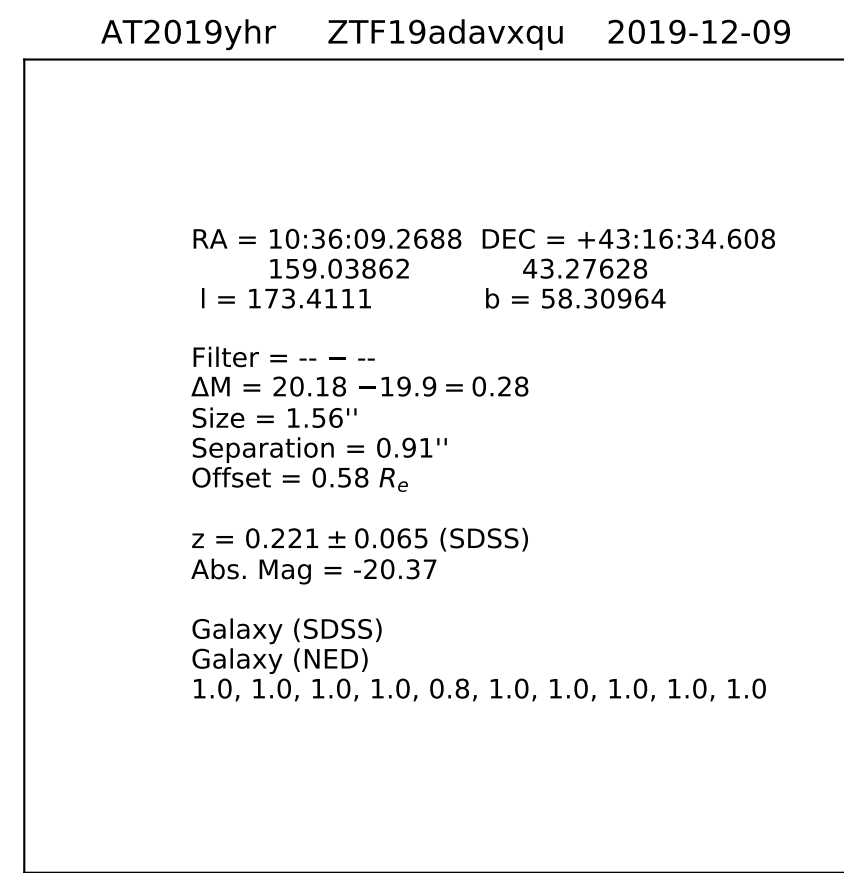 AT2019yhr ZTF19adavxqu 2019-12-09
RA = 10:36:09.2688 DEC = +43:16:34.608
159.03862 43.27628
l = 173.4111 b = 58.30964
Filter = -- − --
ΔM = 20.18 −19.9 = 0.28
Size = 1.56''
Separation = 0.91''
Offset = 0.58 Rₑ
z = 0.221 ± 0.065 (SDSS)
Abs. Mag = -20.37
Galaxy (SDSS)
Galaxy (NED)
1.0, 1.0, 1.0, 1.0, 0.8, 1.0, 1.0, 1.0, 1.0, 1.0